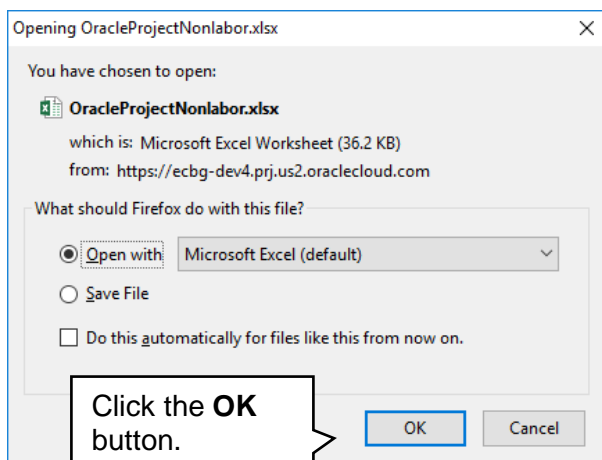 Opening OracleProjectNonlabor.xlsx
You have chosen to open:
OracleProjectNonlabor.xlsx
which is: Microsoft Excel Worksheet (36.2 KB)
from: https://ecbg-dev4.prj.us2.oraclecloud.com
What should Firefox do with this file?
Open with Microsoft Excel (default)
Save File
Do this automatically for files like this from now on.
Click the OK
button.
OK Cancel